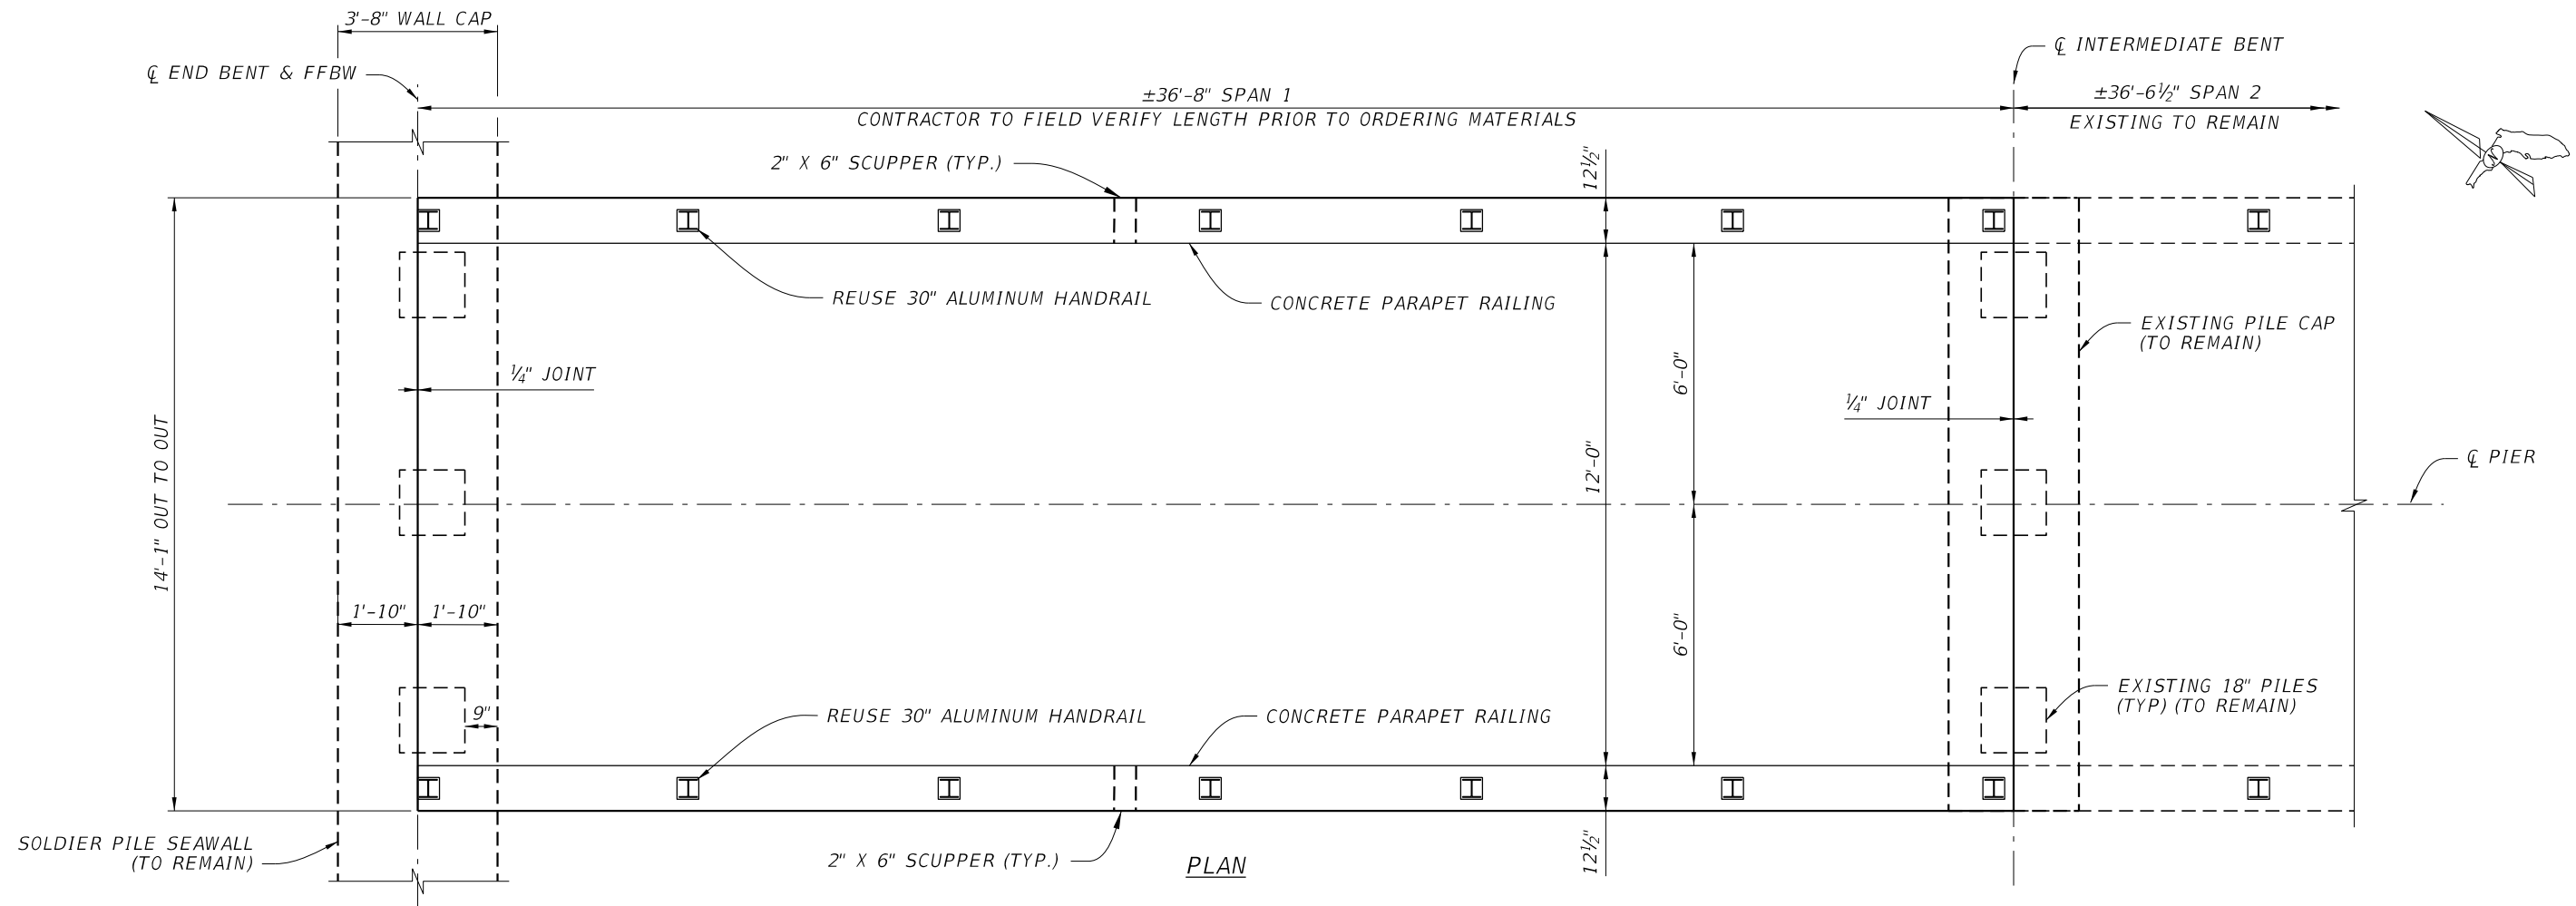 3'-8" WALL CAP
℄ INTERMEDIATE BENT
℄ END BENT & FFBW
±36'-8" SPAN 1
CONTRACTOR TO FIELD VERIFY LENGTH PRIOR TO ORDERING MATERIALS
±36'-6½" SPAN 2
EXISTING TO REMAIN
N
2" X 6" SCUPPER (TYP.)
12½"
REUSE 30" ALUMINUM HANDRAIL
CONCRETE PARAPET RAILING
EXISTING PILE CAP
(TO REMAIN)
¼" JOINT
6'-0"
¼" JOINT
14'-1" OUT TO OUT
12'-0"
℄ PIER
1'-10"
1'-10"
6'-0"
9"
REUSE 30" ALUMINUM HANDRAIL
CONCRETE PARAPET RAILING
EXISTING 18" PILES
(TYP) (TO REMAIN)
SOLDIER PILE SEAWALL
(TO REMAIN)
2" X 6" SCUPPER (TYP.)
12½"
PLAN